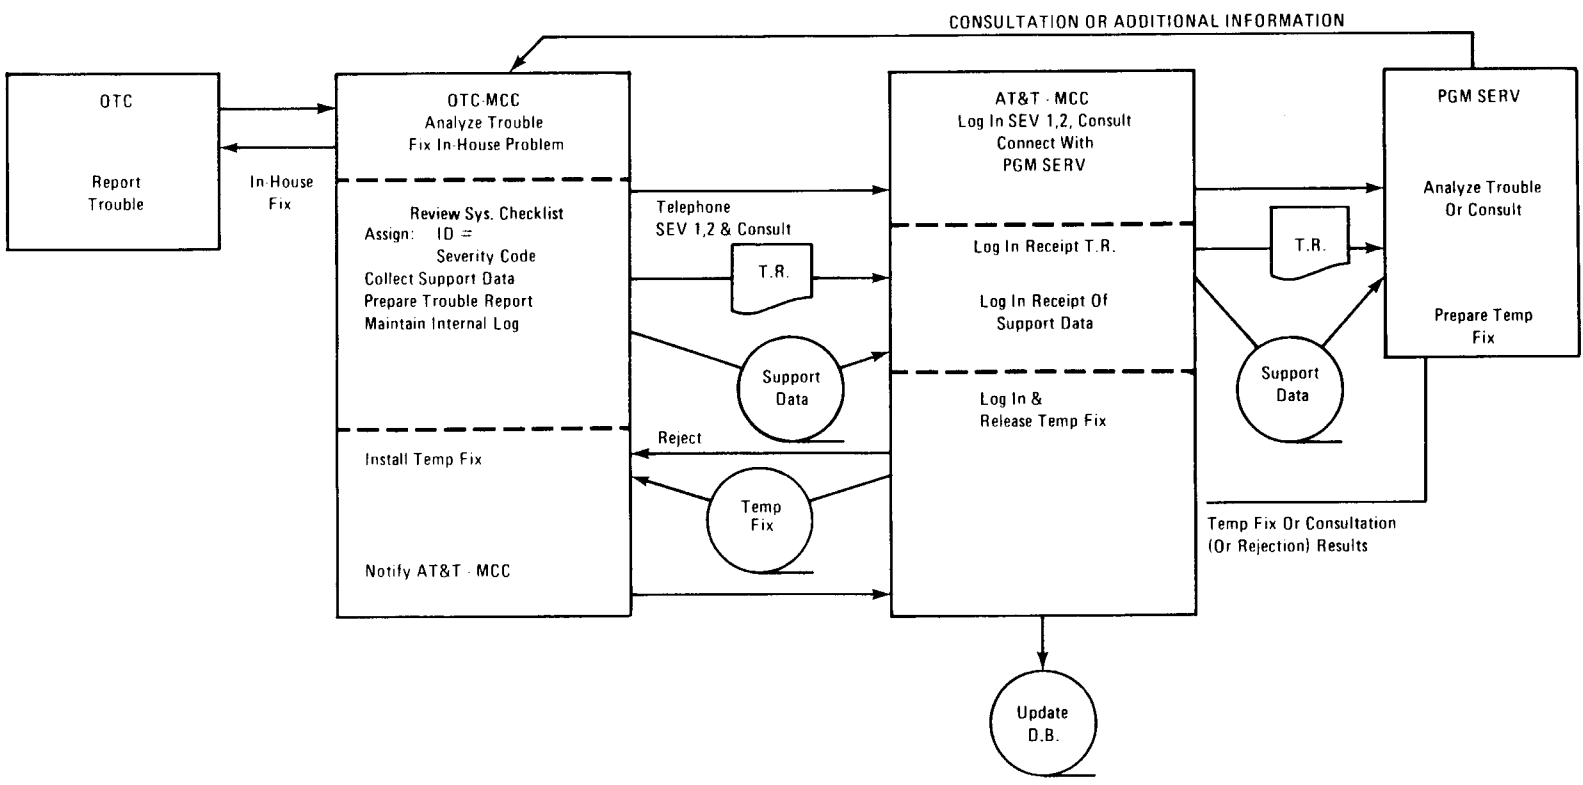 CONSULTATION OR ADDITIONAL INFORMATION
OTC
Report
Trouble
In-House
Fix
OTC-MCC
Analyze Trouble
Fix In-House Problem
Review Sys. Checklist
Assign: ID =
Severity Code
Collect Support Data
Prepare Trouble Report
Maintain Internal Log
Install Temp Fix
Notify AT&T - MCC
Telephone
SEV 1,2 & Consult
T.R.
Support
Data
Reject
Temp
Fix
AT&T - MCC
Log In SEV 1,2, Consult
Connect With
PGM SERV
Log In Receipt T.R.
Log In Receipt Of
Support Data
Log In &
Release Temp Fix
Update
D.B.
T.R.
Support
Data
PGM SERV
Analyze Trouble
Or Consult
Prepare Temp
Fix
Temp Fix Or Consultation
(Or Rejection) Results